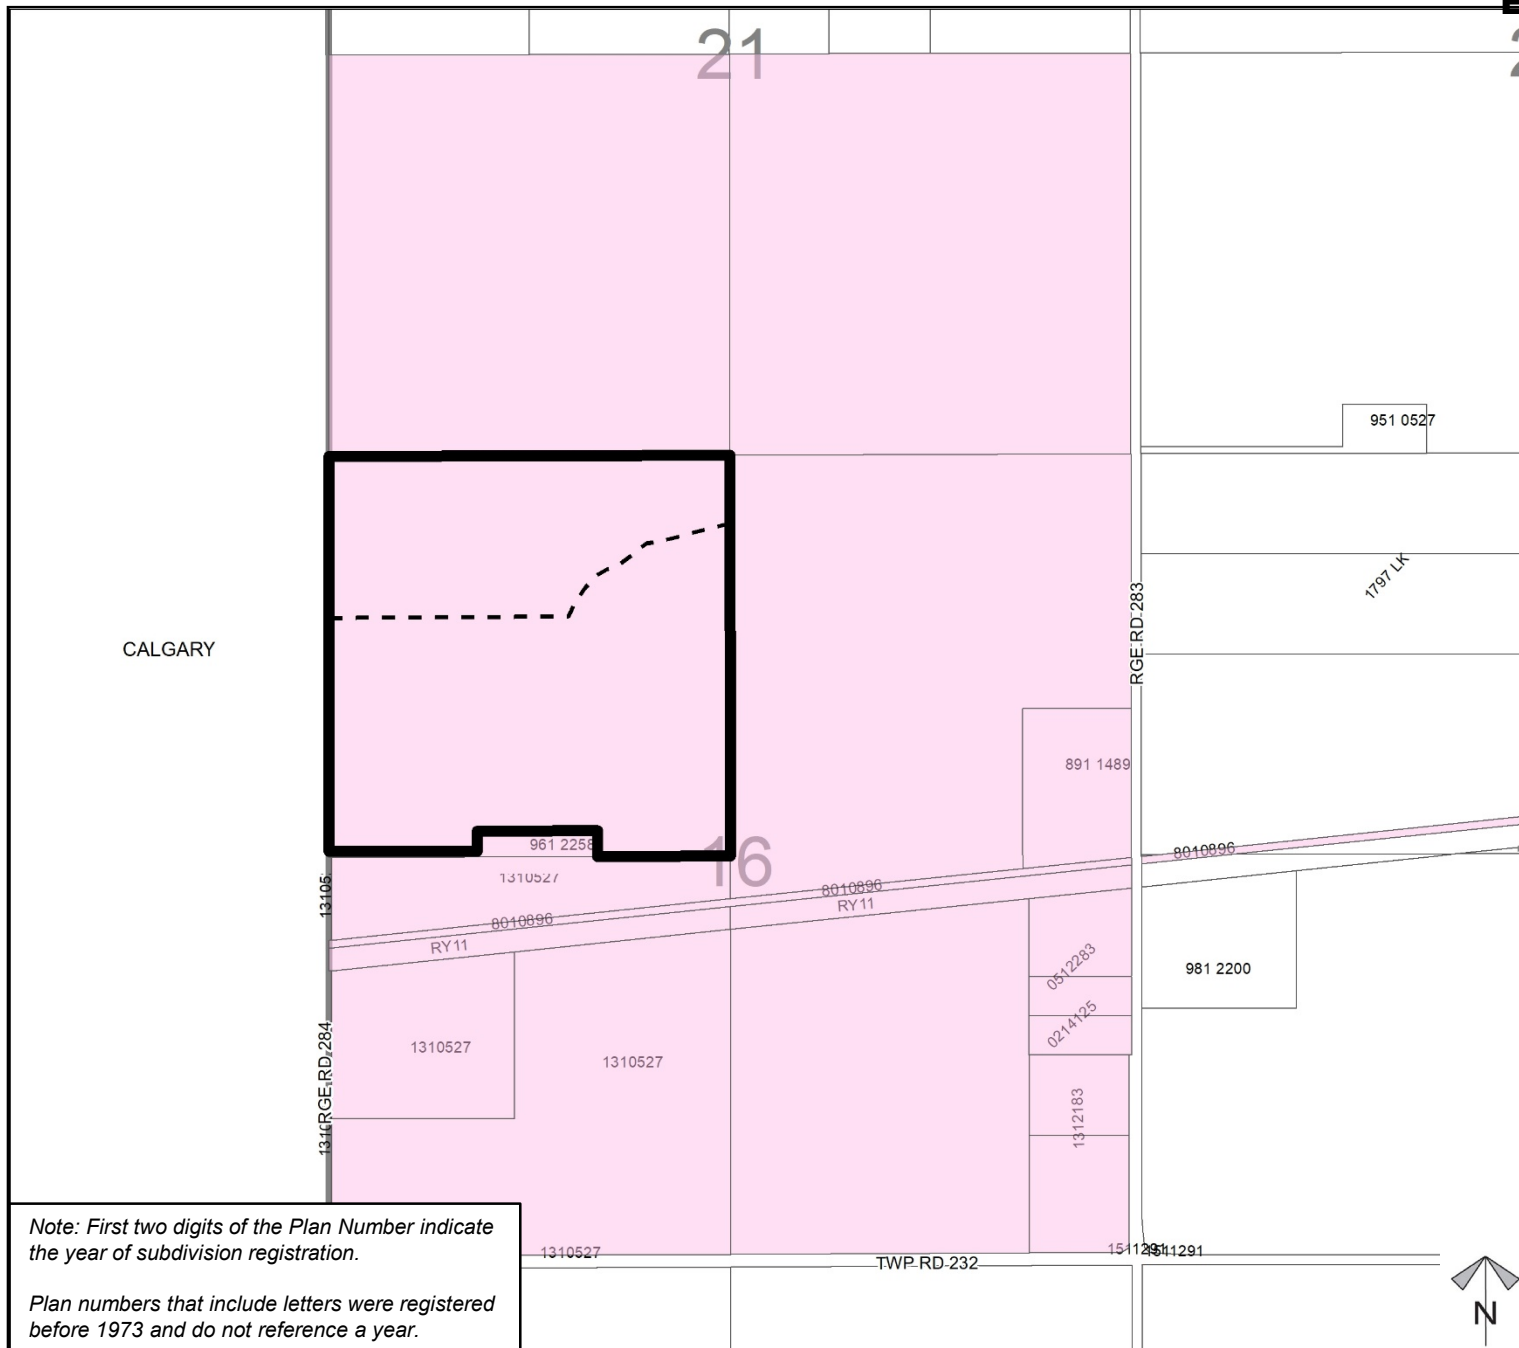 21
951 0527
1797 LK
RGE RD 283
CALGARY
891 1489
961 2258
16
8010896
1310527
13105
8010896
8010896
RY11
RY11
0512283
981 2200
0214125
1310527
1310527
RGE RD 284
1312183
131
1310527
1511291
1511291
TWP RD 232
Note: First two digits of the Plan Number indicate
the year of subdivision registration.
Plan numbers that include letters were registered
before 1973 and do not reference a year.
N